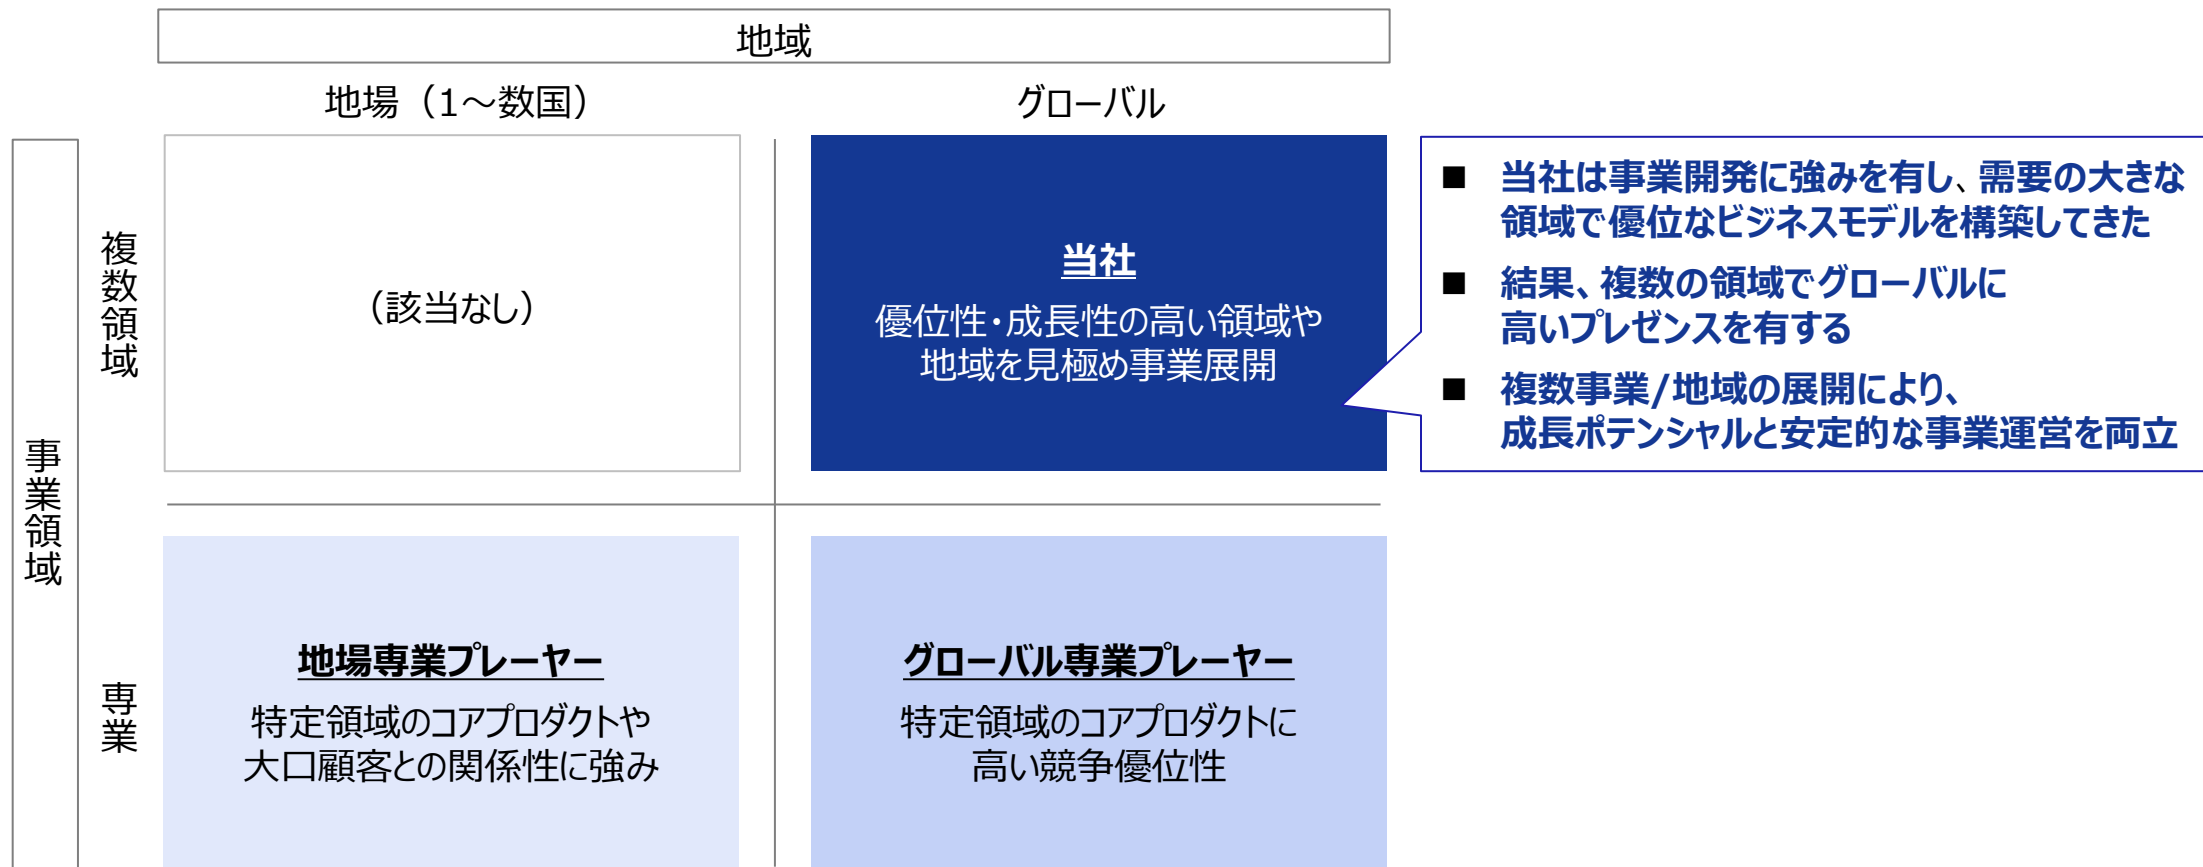 地域
地場（1～数国）
グローバル
事業領域
複数領域
（該当なし）
当社
優位性・成長性の高い領域や
地域を見極め事業展開
■ 当社は事業開発に強みを有し、需要の大きな
領域で優位なビジネスモデルを構築してきた
■ 結果、複数の領域でグローバルに
高いプレゼンスを有する
■ 複数事業/地域の展開により、
成長ポテンシャルと安定的な事業運営を両立
専業
地場専業プレーヤー
特定領域のコアプロダクトや
大口顧客との関係性に強み
グローバル専業プレーヤー
特定領域のコアプロダクトに
高い競争優位性